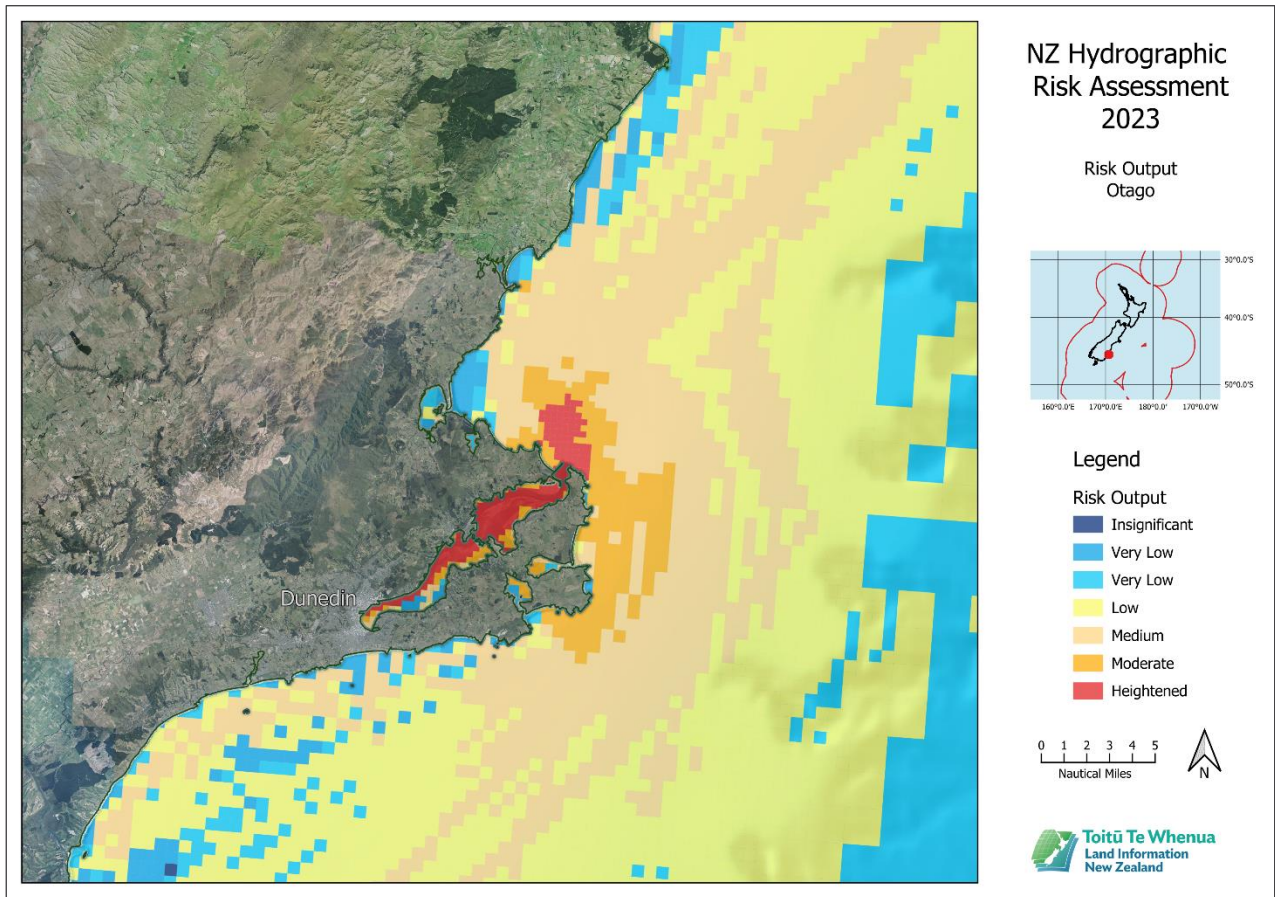 NZ Hydrographic
Risk Assessment
2023
Risk Output
Otago
30°0.0'S
40°0.0'S
50°0.0'S
160°0.0'E 170°0.0'E 180°0.0' 170°0.0'W
Legend
Risk Output
Insignificant
Very Low
Very Low
Low
Medium
Moderate
Heightened
0 1 2 3 4 5
Nautical Miles
N
Toitū Te Whenua
Land Information
New Zealand
Dunedin